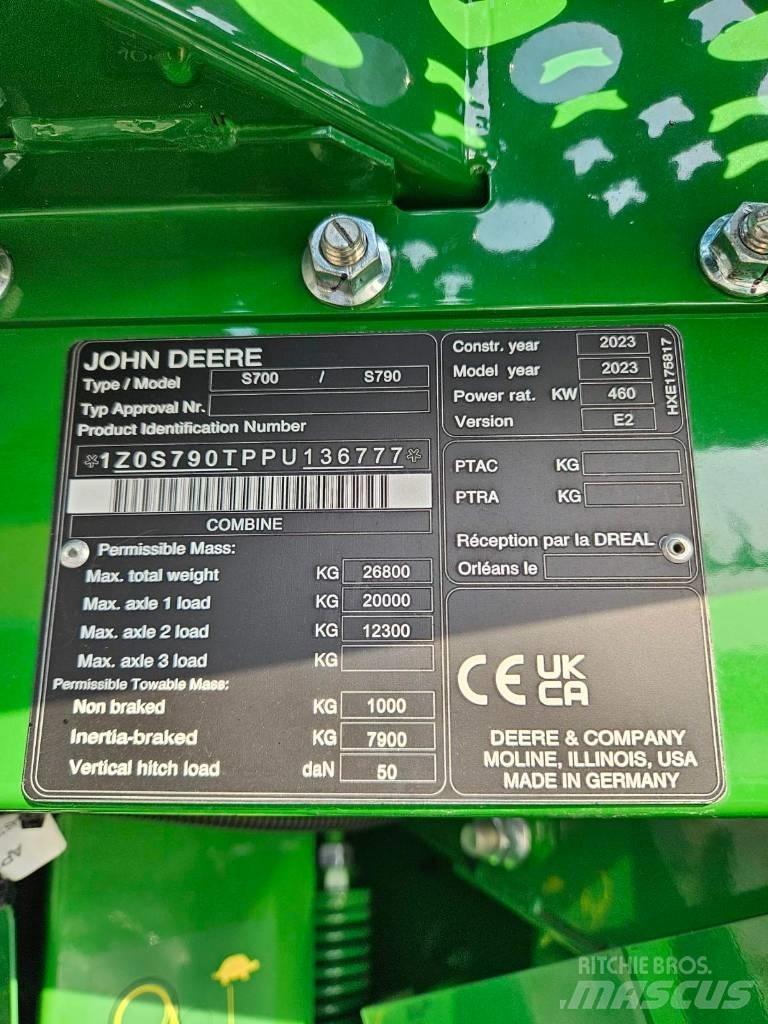 JOHN DEERE
Type / Model S700 / S790
Typ Approval Nr.
Product Identification Number
*1Z0S790TPPU136777*
COMBINE
Permissible Mass:
Max. total weight KG 26800
Max. axle 1 load KG 20000
Max. axle 2 load KG 12300
Max. axle 3 load KG
Permissible Towable Mass:
Non braked KG 1000
Inertia-braked KG 7900
Vertical hitch load daN 50
Constr. year 2023
Model year 2023
Power rat. KW 460
Version E2
HXE175817
PTAC KG
PTRA KG
Réception par la DREAL
Orléans le
CE UK
CA
DEERE & COMPANY
MOLINE, ILLINOIS, USA
MADE IN GERMANY
AP
RITCHIE BROS.
MASCUS